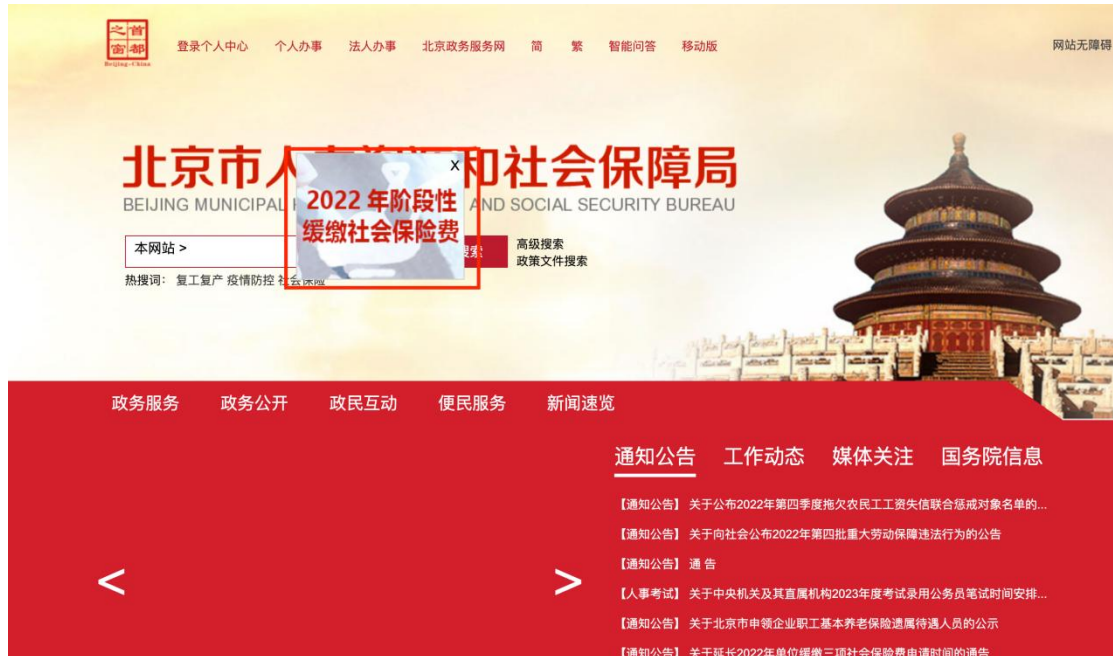 首都之窗
Beijing-China
登录个人中心 个人办事 法人办事 北京政务服务网 简 繁 智能问答 移动版
网站无障碍
北京市人 和社会保障局
BEIJING MUNICIPAL AND SOCIAL SECURITY BUREAU
X
2022 年阶段性
缓缴社会保险费
本网站 >
高级搜索
政策文件搜索
热搜词: 复工复产 疫情防控 社会保险
政务服务 政务公开 政民互动 便民服务 新闻速览
通知公告 工作动态 媒体关注 国务院信息
【通知公告】 关于公布2022年第四季度拖欠农民工工资失信联合惩戒对象名单的...
【通知公告】 关于向社会公布2022年第四批重大劳动保障违法行为的公告
【通知公告】 通 告
<
>
【人事考试】 关于中央机关及其直属机构2023年度考试录用公务员笔试时间安排...
【通知公告】 关于北京市申领企业职工基本养老保险遗属待遇人员的公示
【通知公告】 关于延长2022年单位缓缴三项社会保险费申请时间的通告